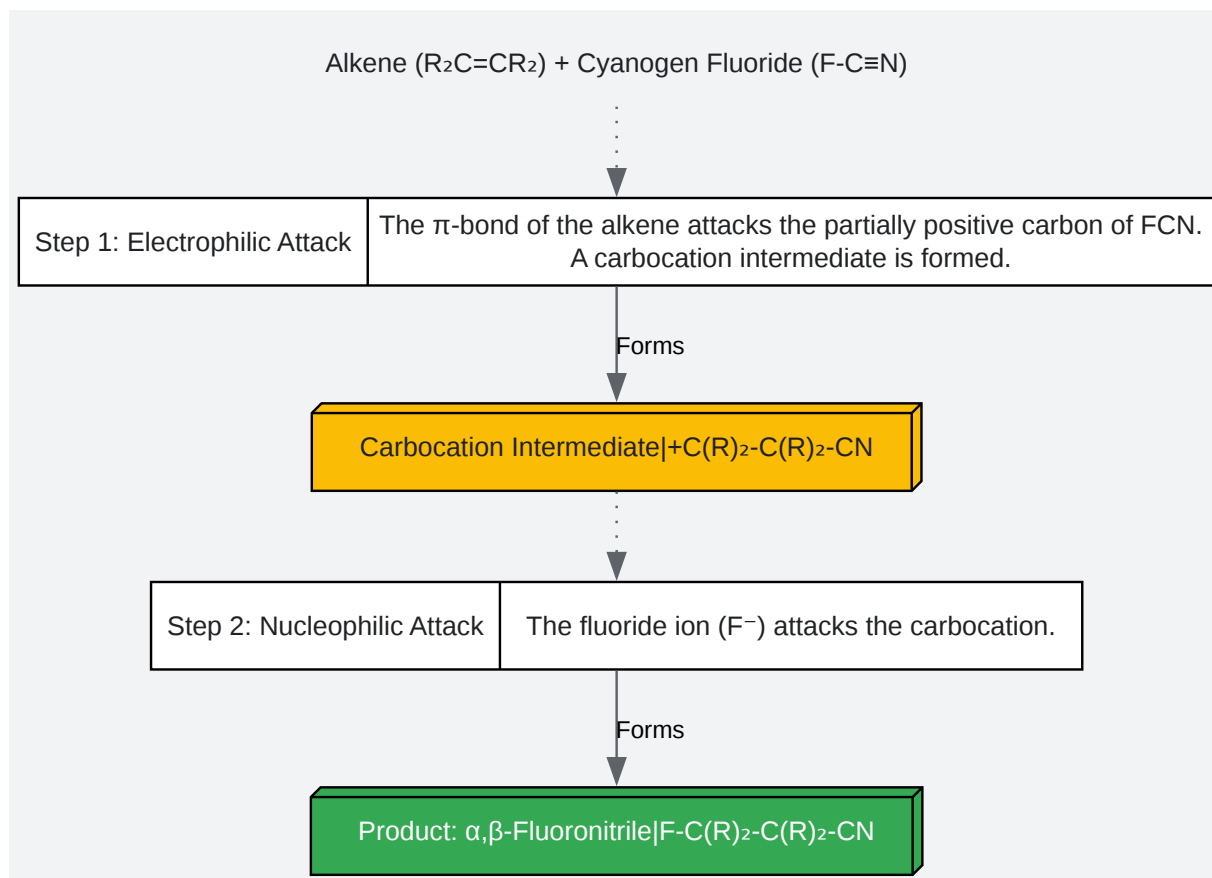 Alkene (R₂C=CR₂) + Cyanogen Fluoride (F-C≡N)
Step 1: Electrophilic Attack
The π-bond of the alkene attacks the partially positive carbon of FCN.
A carbocation intermediate is formed.
Forms
Carbocation Intermediate|+C(R)₂-C(R)₂-CN
Step 2: Nucleophilic Attack
The fluoride ion (F⁻) attacks the carbocation.
Forms
Product: α,β-Fluoronitrile|F-C(R)₂-C(R)₂-CN